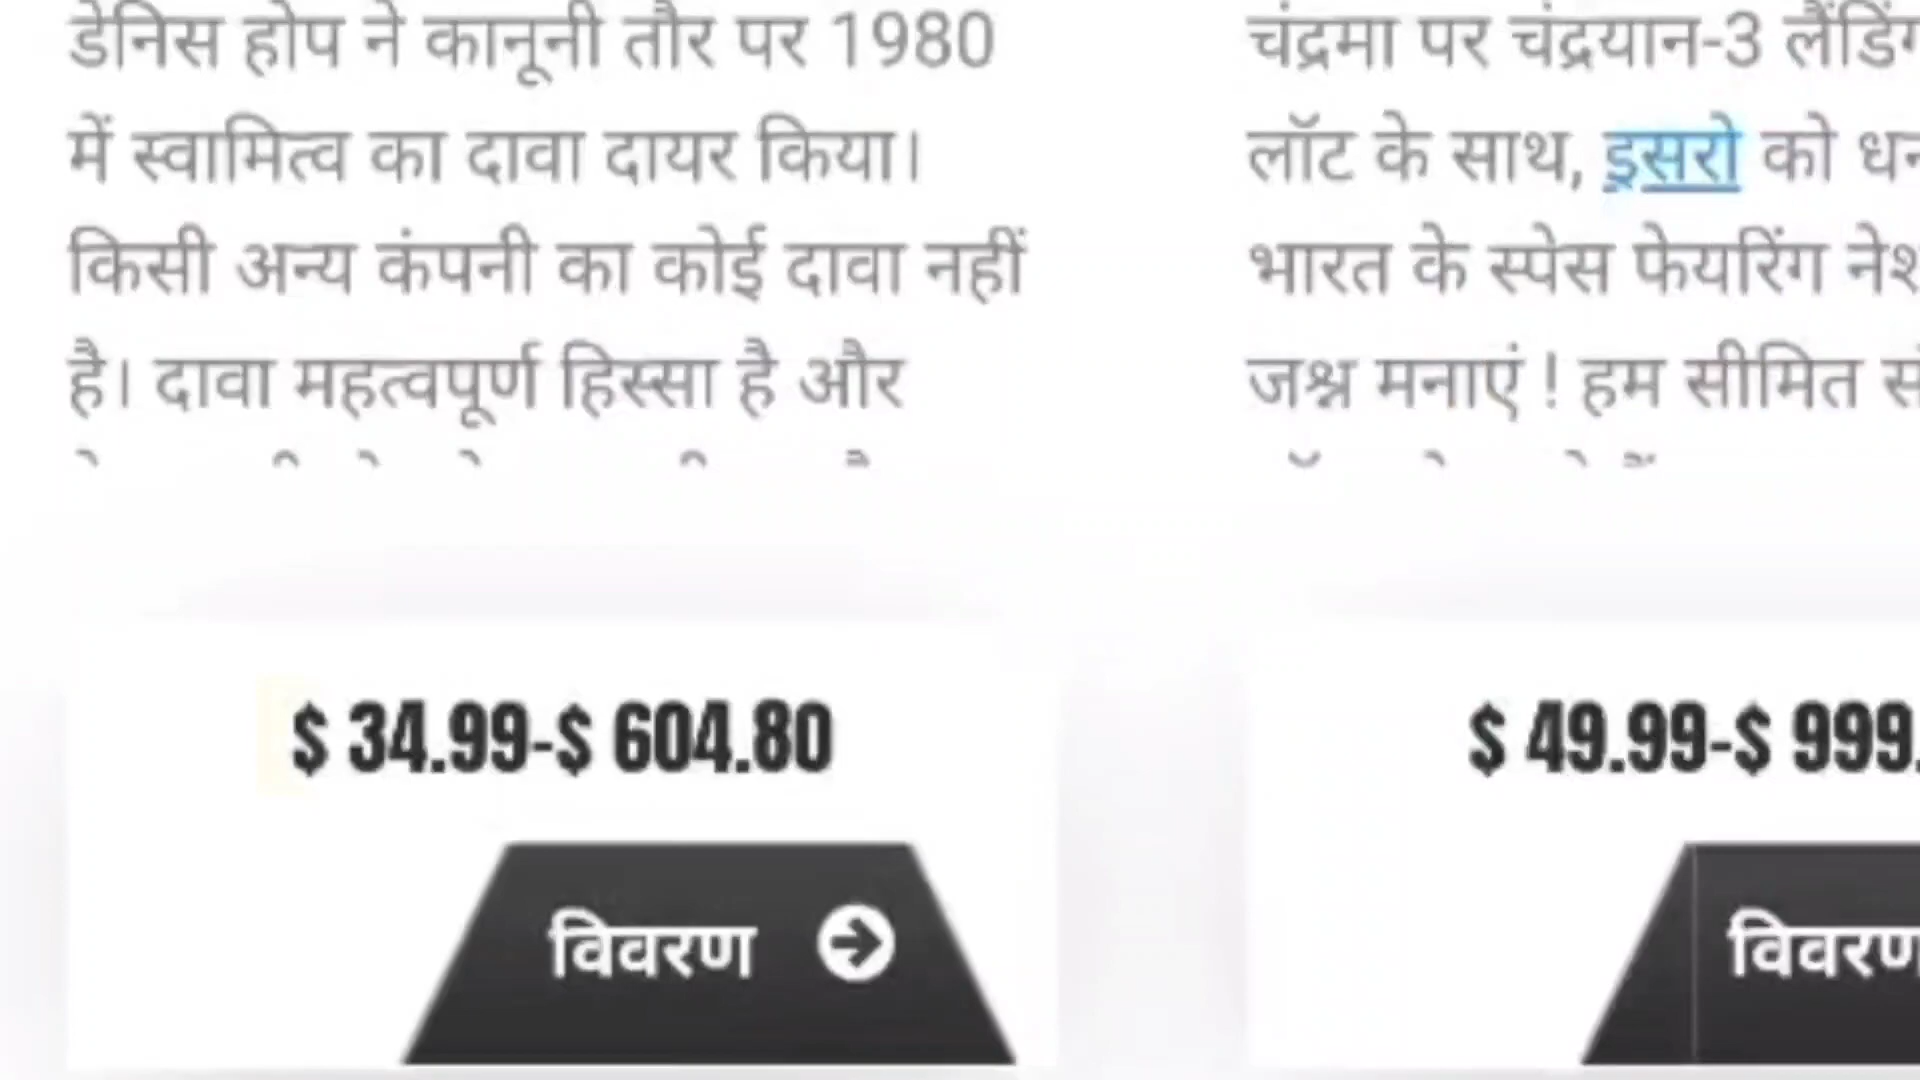 डेनिस होप ने कानूनी तौर पर 1980
में स्वामित्व का दावा दायर किया।
किसी अन्य कंपनी का कोई दावा नहीं
है। दावा महत्वपूर्ण हिस्सा है और
$ 34.99-$ 604.80
विवरण
चंद्रमा पर चंद्रयान-3
लॉट के साथ, इसरो को
भारत के स्पेस फेयरिंग
जश्न मनाएं ! हम सीमित
$ 49.99-$ 999.
विवरण